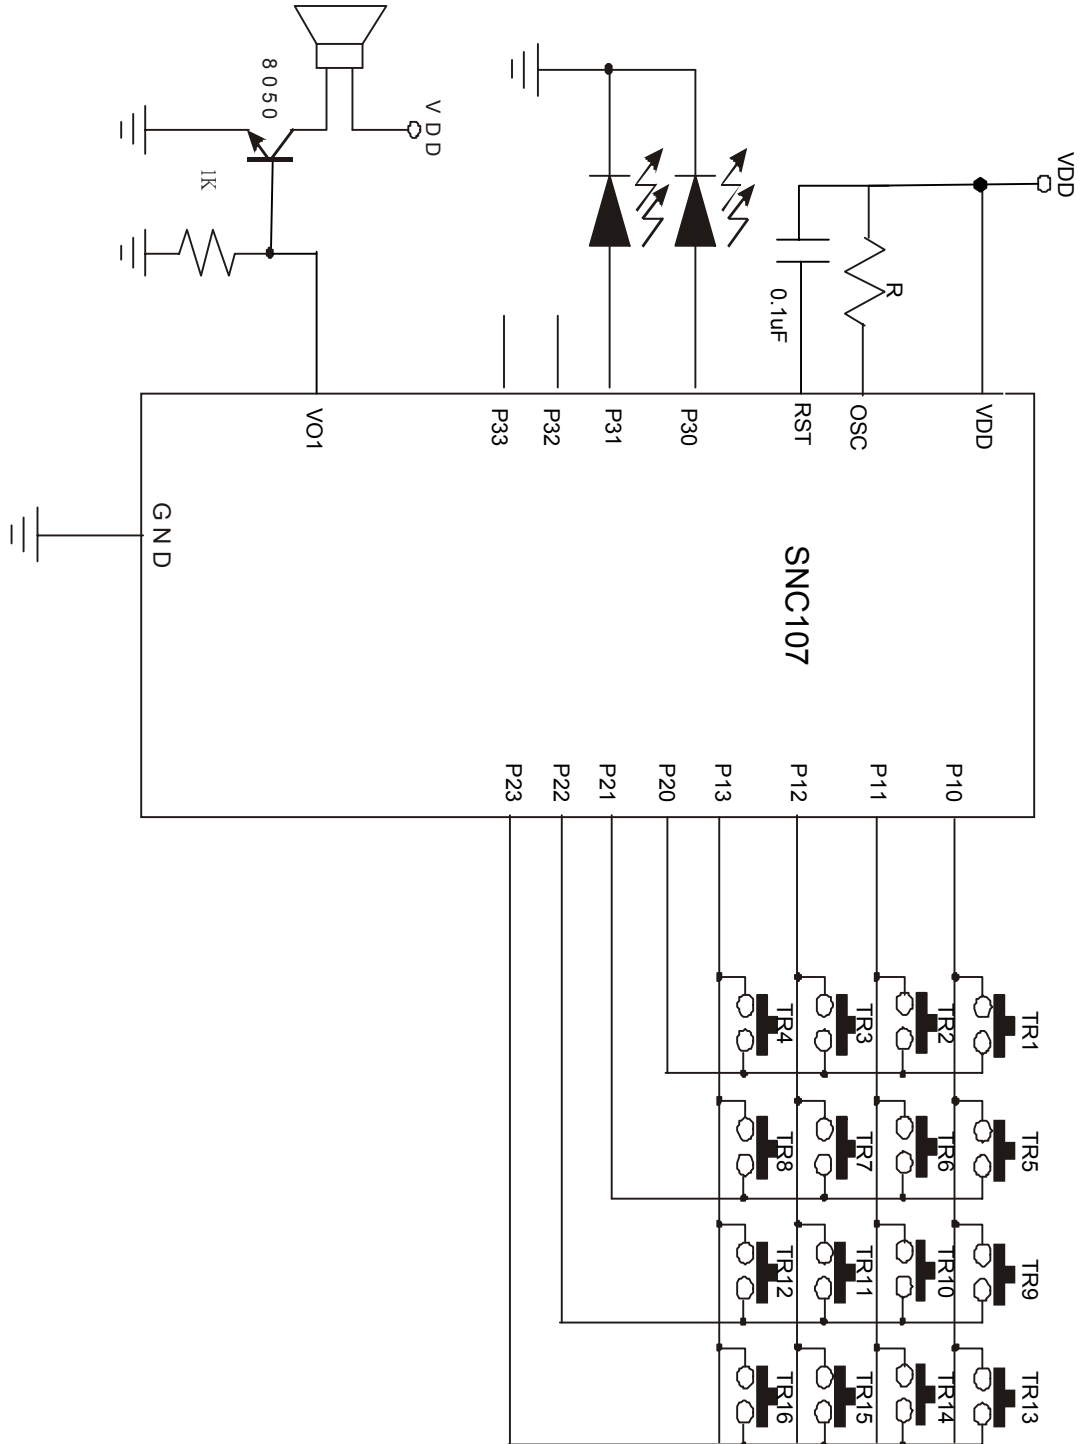 8050
VDD
1K
VDD
R
0.1uF
VO1
P33
P32
P31
P30
RST
OSC
VDD
GND
SNC107
P23
P22
P21
P20
P13
P12
P11
P10
TR4
TR3
TR2
TR1
TR8
TR7
TR6
TR5
TR12
TR11
TR10
TR9
TR16
TR15
TR14
TR13